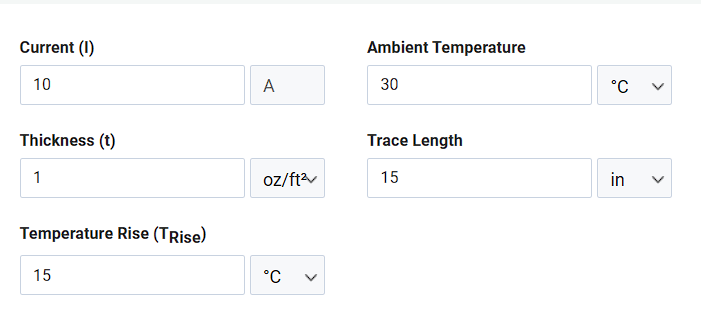 Current (I) Ambient Temperature
10 A 30 °C
Thickness (t) Trace Length
1 oz/ft² 15 in
Temperature Rise (TRise)
15 °C